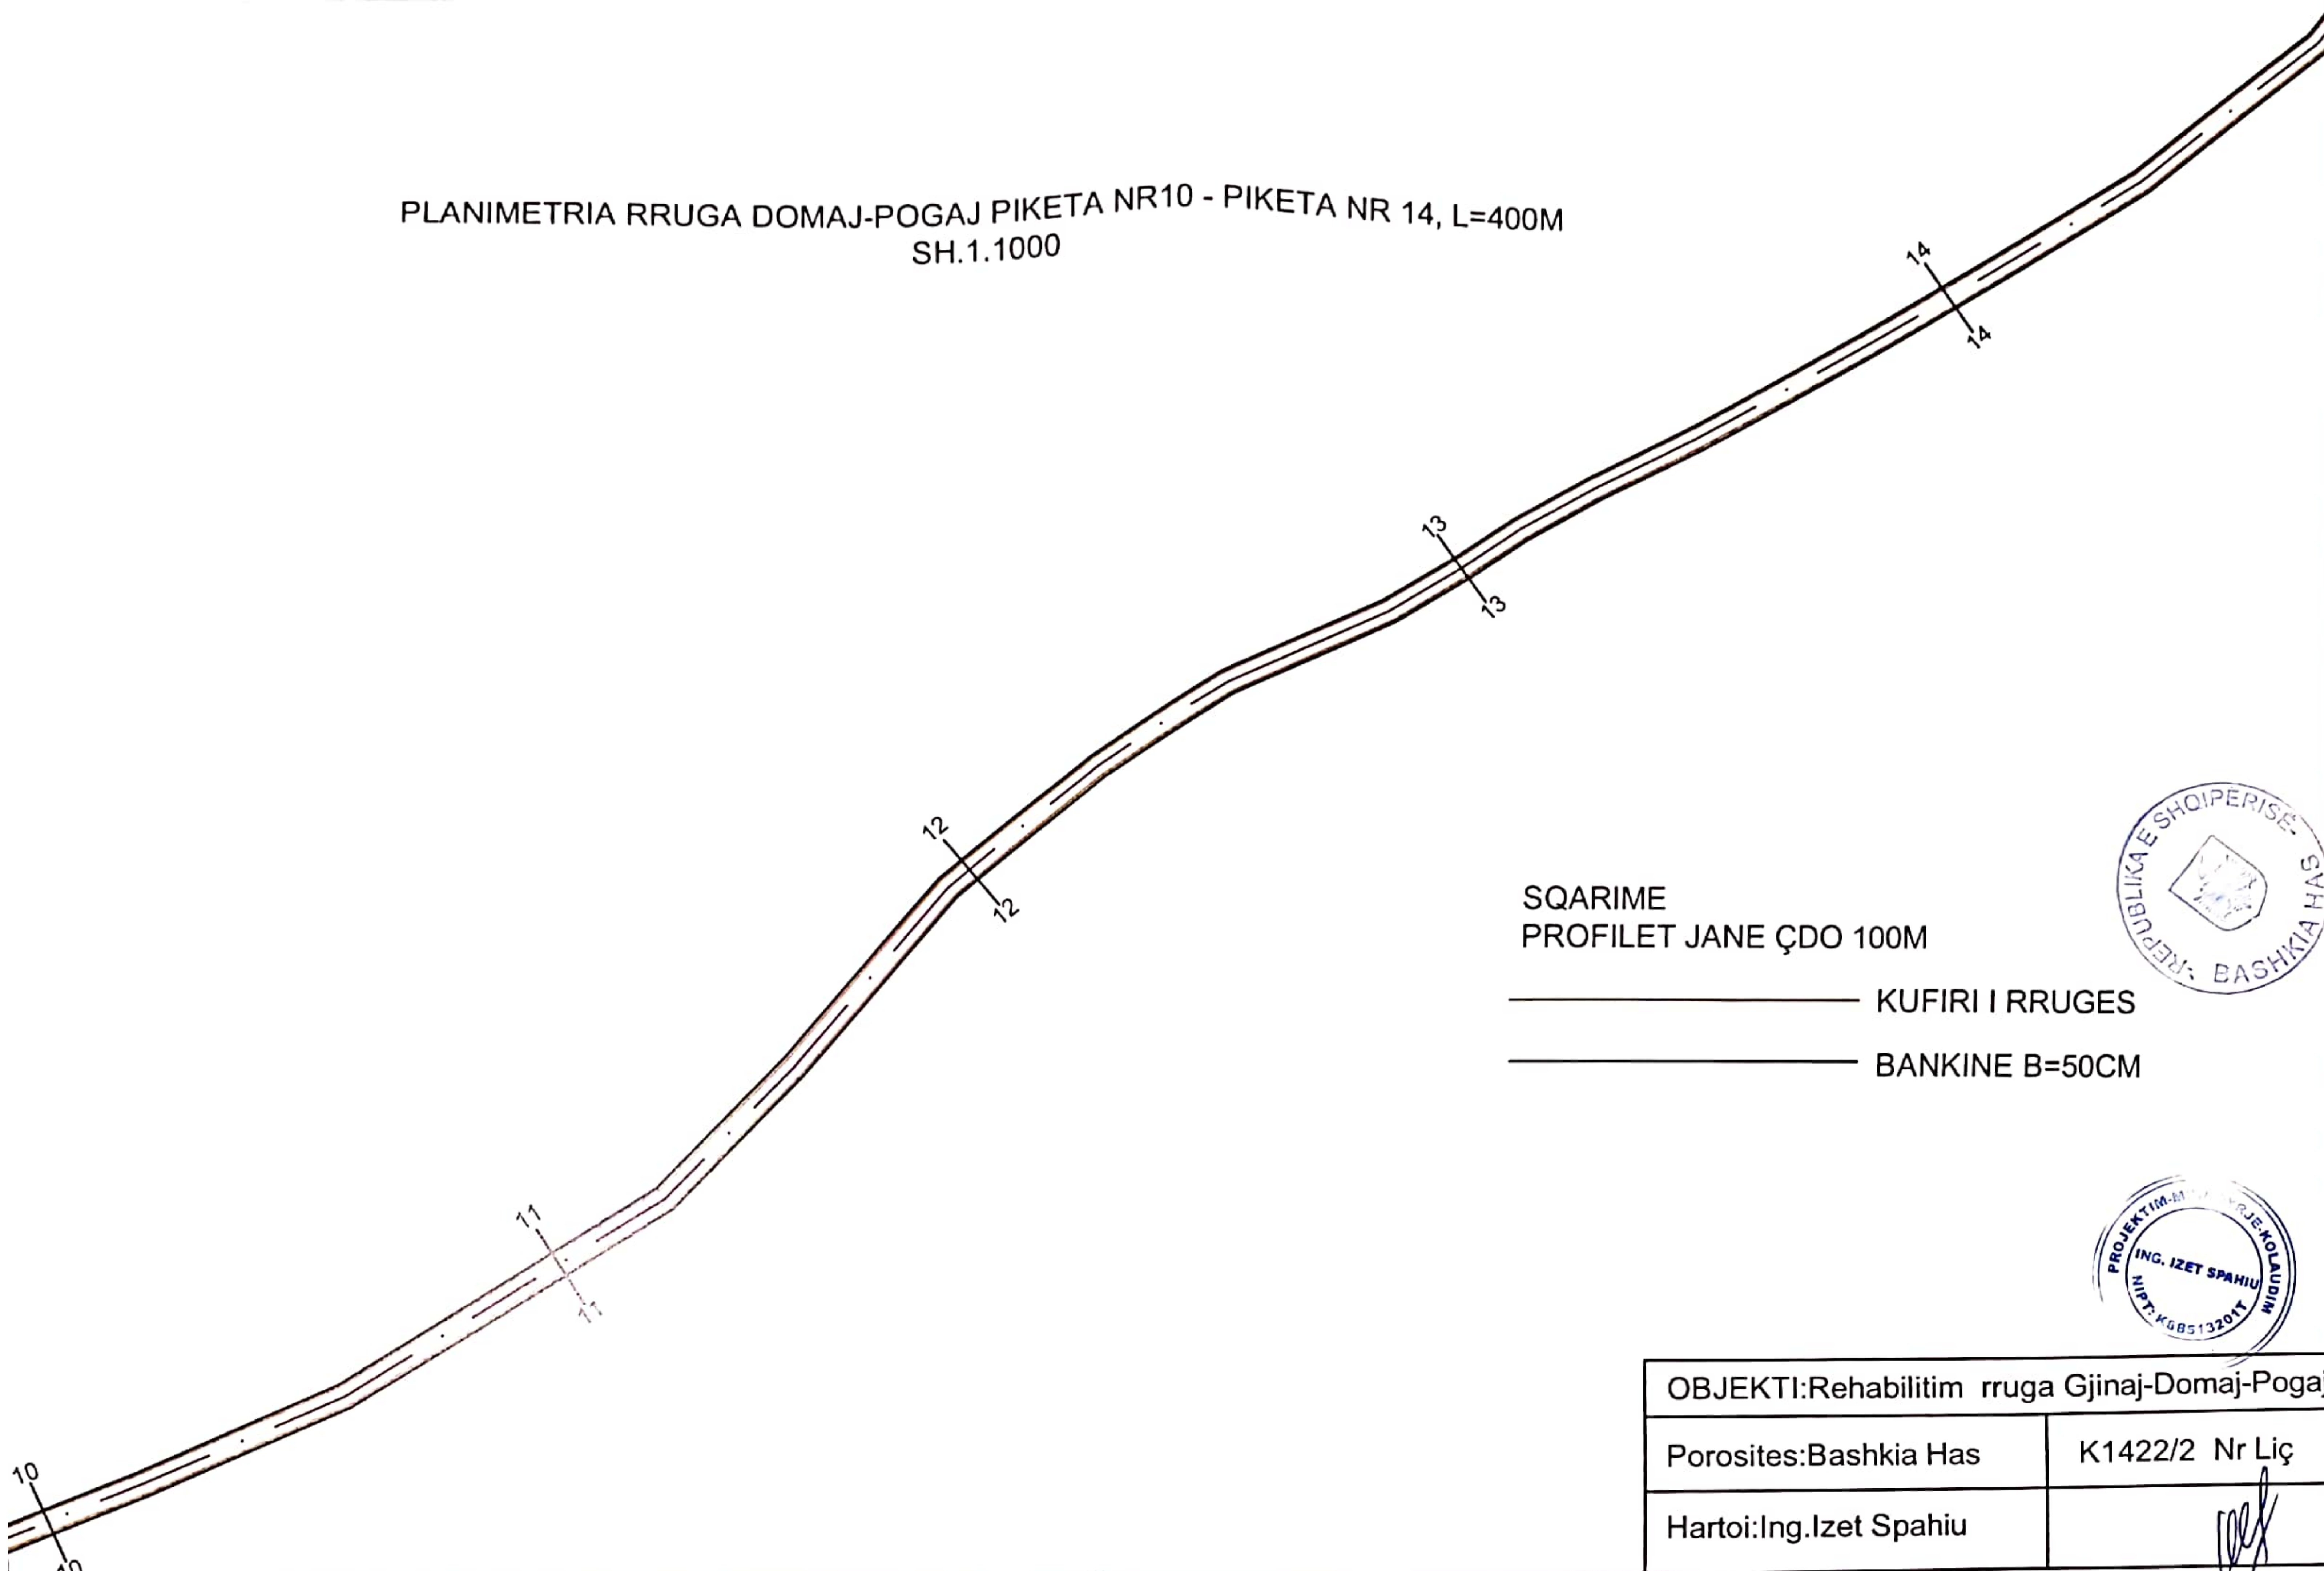 PLANIMETRIA RRUGA DOMAJ-POGAJ PIKETA NR10 - PIKETA NR 14, L=400M
SH.1.1000
14
14
13
13
12
12
11
11
10
10
SQARIME
PROFILET JANE ÇDO 100M
KUFIRI I RRUGES
BANKINE B=50CM
REPUBLIKA E SHQIPERISË
BASHKIA HAS
ING. IZET SPAHIU
KOLAUDIM
OBJEKTI:Rehabilitim rruga Gjinaj-Domaj-Pogaj
Porosites:Bashkia Has
K1422/2 Nr Liç
Hartoi:Ing.Izet Spahiu